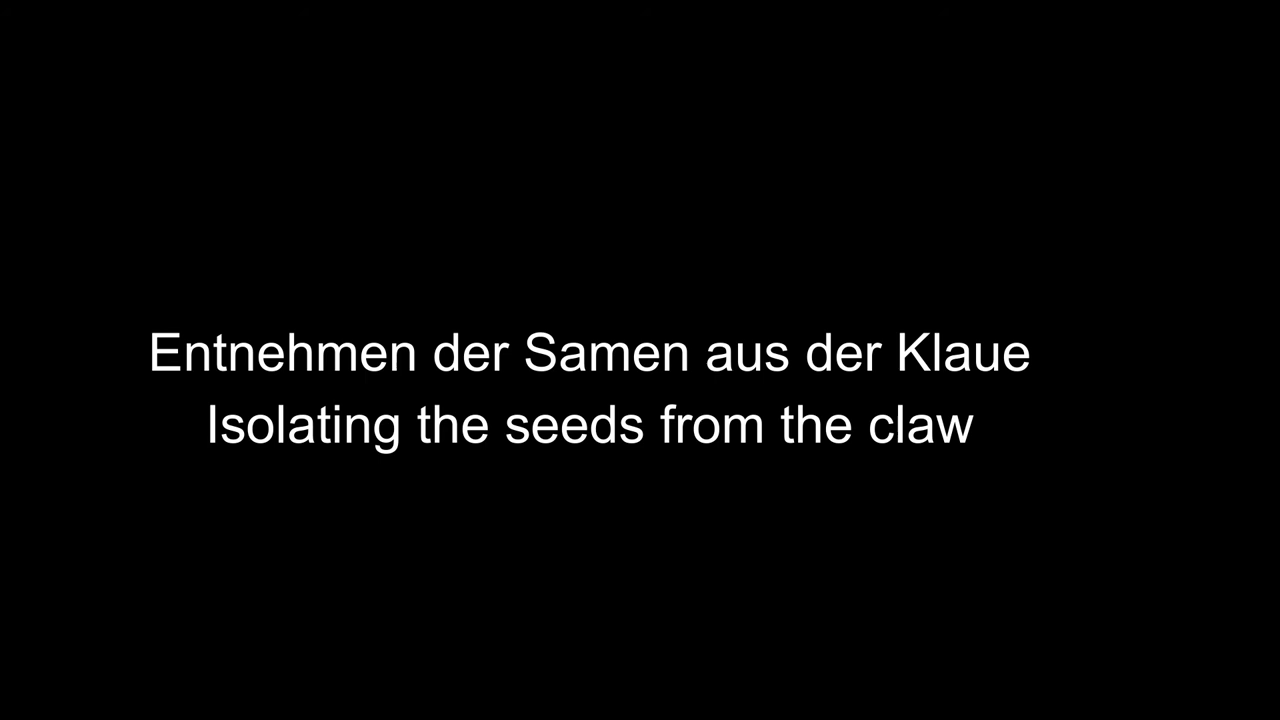 Entnehmen der Samen aus der Klaue
Isolating the seeds from the claw